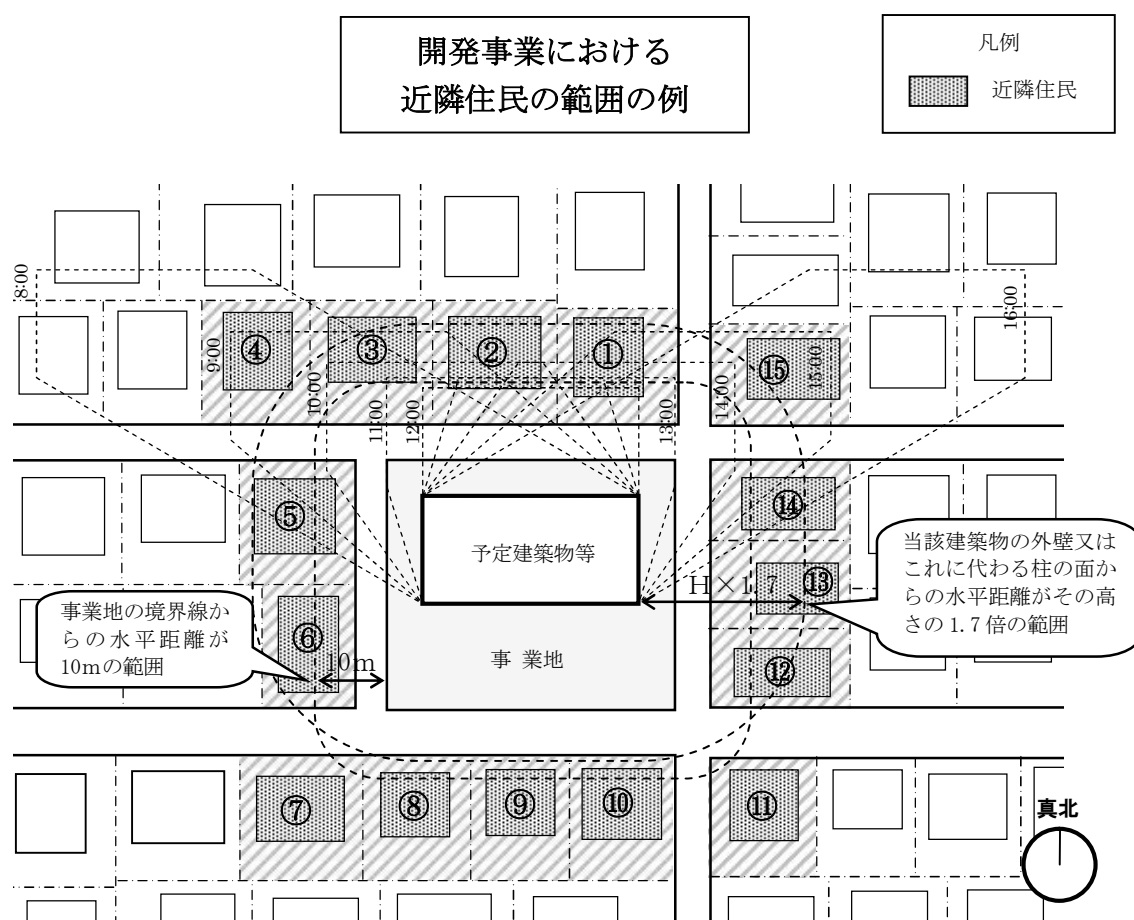 開発事業における
近隣住民の範囲の例
凡例
近隣住民
8:00
16:00
④
③
②
①
⑮
9:00
10:00
11:00
12:00
13:00
14:00
15:00
⑤
⑭
予定建築物等
H×1.7
⑬
当該建築物の外壁又は
これに代わる柱の面か
らの水平距離がその高
さの1.7倍の範囲
事業地の境界線か
らの水平距離が
10mの範囲
⑥
10m
事 業地
⑫
⑦
⑧
⑨
⑩
⑪
真北